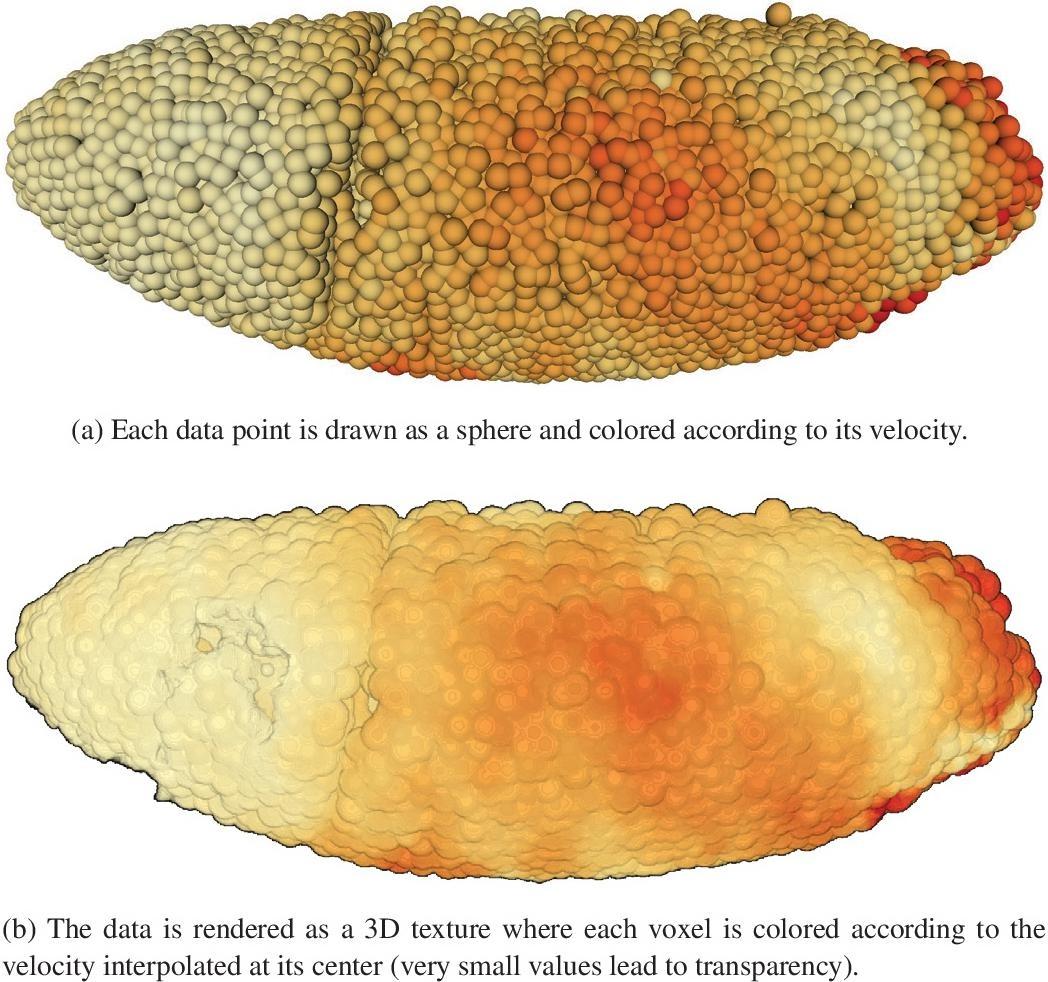 (a) Each data point is drawn as a sphere and colored according to its velocity.
(b) The data is rendered as a 3D texture where each voxel is colored according to the
velocity interpolated at its center (very small values lead to transparency).